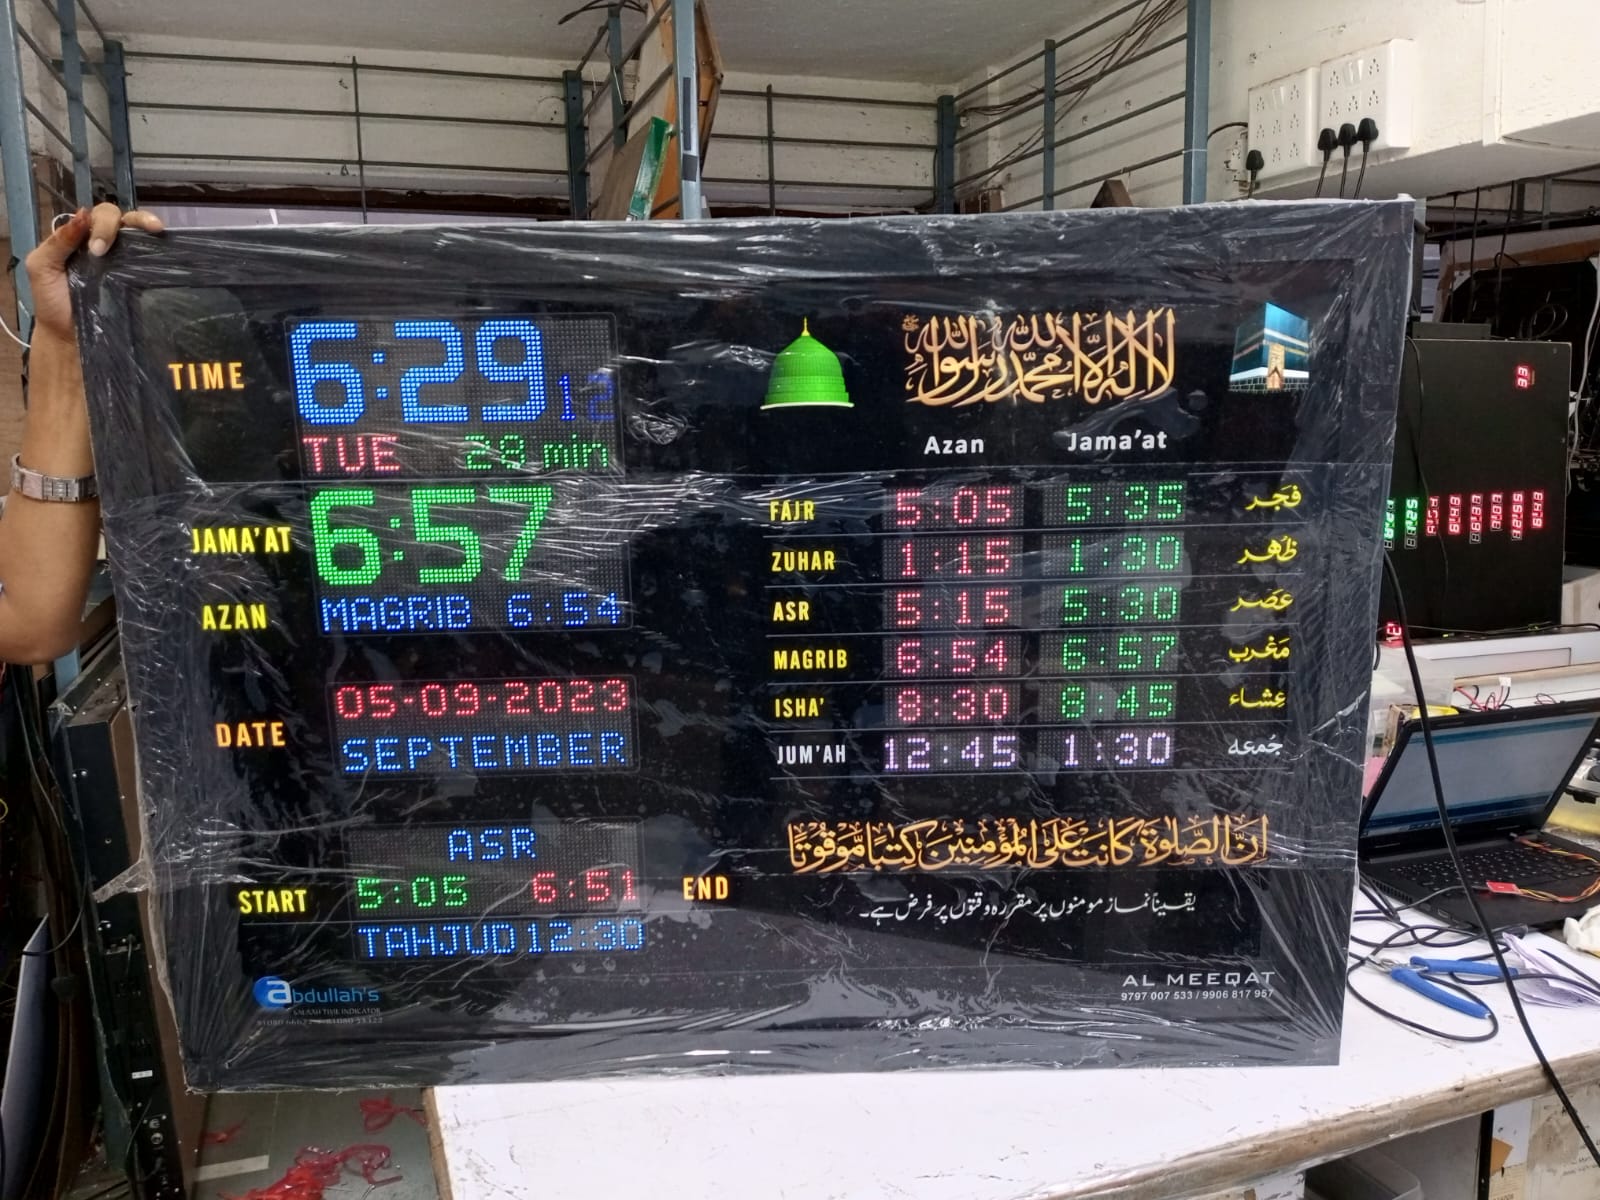 TIME
6:29 12
TUE 28 min
JAMA'AT
6:57
AZAN
MAGRIB 6:54
DATE
05-09-2023
SEPTEMBER
ASR
START 5:05 6:51 END
TAHJUD 12:30
abdullah's
SALAAH TIME INDICATOR
لا اله الا الله محمد رسول الله
Azan Jama'at
FAJR 5:05 5:35 فجر
ZUHAR 1:15 1:30 ظہر
ASR 5:15 5:30 عصر
MAGRIB 6:54 6:57 مغرب
ISHA' 8:30 8:45 عشاء
JUM'AH 12:45 1:30 جمعہ
ان الصلوة كانت على المؤمنين كتبا موقوتا
یقیناً نماز مومنوں پر مقررہ وقتوں پر فرض ہے۔
AL MEEQAT
9797 007 533 / 9906 817 957